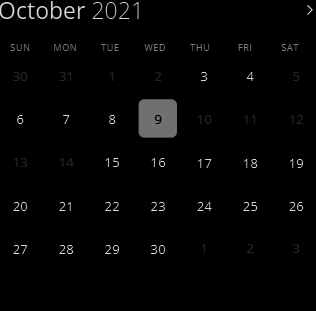 October 2021
SUN MON TUE WED THU FRI SAT
30 31 1 2 3 4 5
6 7 8 9 10 11 12
13 14 15 16 17 18 19
20 21 22 23 24 25 26
27 28 29 30 1 2 3